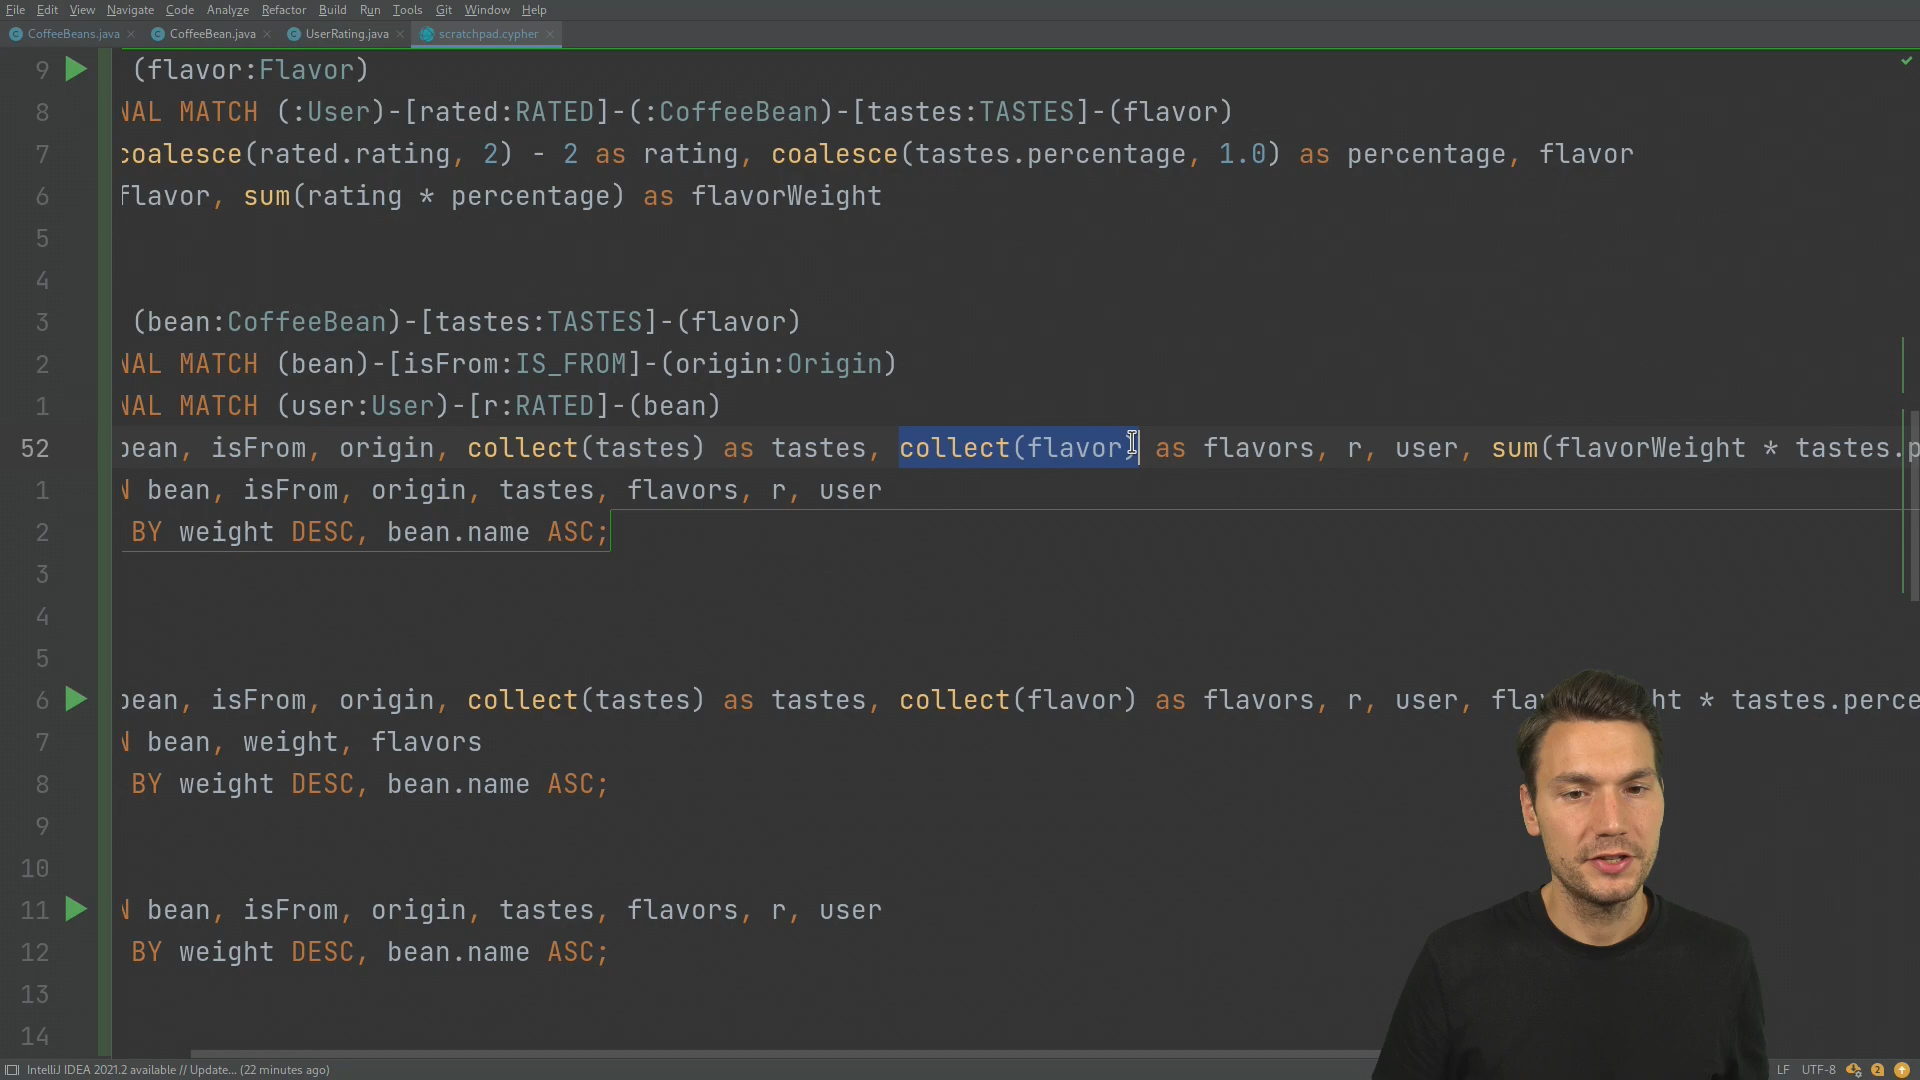 File Edit View Navigate Code Analyze Refactor Build Run Tools Git Window Help
CoffeeBeans.java CoffeeBean.java UserRating.java scratchpad.cypher
9 (flavor:Flavor)
8 NAL MATCH (:User)-[rated:RATED]-(:CoffeeBean)-[tastes:TASTES]-(flavor)
7 coalesce(rated.rating, 2) - 2 as rating, coalesce(tastes.percentage, 1.0) as percentage, flavor
6 flavor, sum(rating * percentage) as flavorWeight
5
4
3 (bean:CoffeeBean)-[tastes:TASTES]-(flavor)
2 NAL MATCH (bean)-[isFrom:IS_FROM]-(origin:Origin)
1 NAL MATCH (user:User)-[r:RATED]-(bean)
52 bean, isFrom, origin, collect(tastes) as tastes, collect(flavor) as flavors, r, user, sum(flavorWeight * tastes.p
1 N bean, isFrom, origin, tastes, flavors, r, user
2 BY weight DESC, bean.name ASC;
3
4
5
6 bean, isFrom, origin, collect(tastes) as tastes, collect(flavor) as flavors, r, user, fla ht * tastes.perce
7 N bean, weight, flavors
8 BY weight DESC, bean.name ASC;
9
10
11 N bean, isFrom, origin, tastes, flavors, r, user
12 BY weight DESC, bean.name ASC;
13
14
IntelliJ IDEA 2021.2 available // Update... (22 minutes ago) LF UTF-8 2